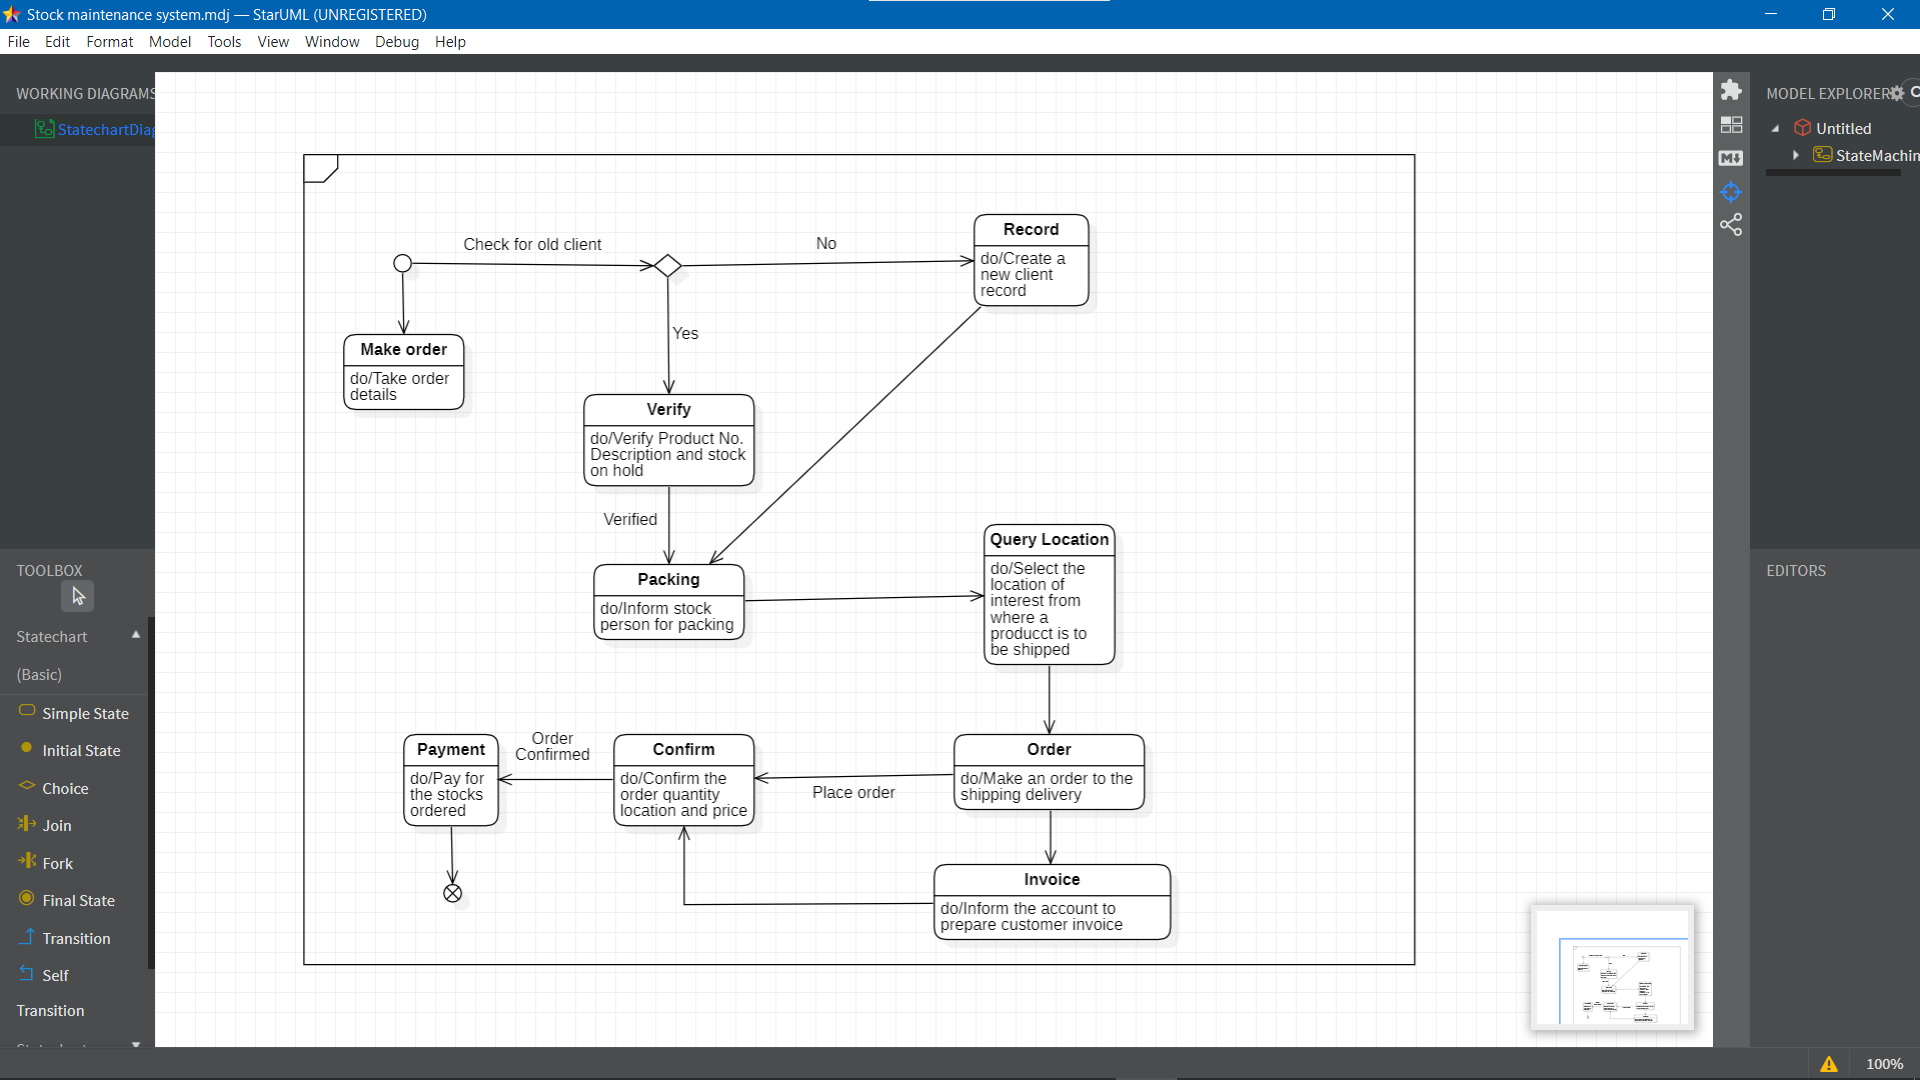 Stock maintenance system.mdj — StarUML (UNREGISTERED)
File Edit Format Model Tools View Window Debug Help
WORKING DIAGRAMS
StatechartDiag
TOOLBOX
Statechart
(Basic)
Simple State
Initial State
Choice
Join
Fork
Final State
Transition
Self
Transition
Check for old client
No
Record
do/Create a
new client
record
Make order
do/Take order
details
Yes
Verify
do/Verify Product No.
Description and stock
on hold
Verified
Packing
do/Inform stock
person for packing
Query Location
do/Select the
location of
interest from
where a
producct is to
be shipped
Payment
do/Pay for
the stocks
ordered
Order
Confirmed
Confirm
do/Confirm the
order quantity
location and price
Place order
Order
do/Make an order to the
shipping delivery
Invoice
do/Inform the account to
prepare customer invoice
MODEL EXPLORER
Untitled
StateMachin
EDITORS
100%